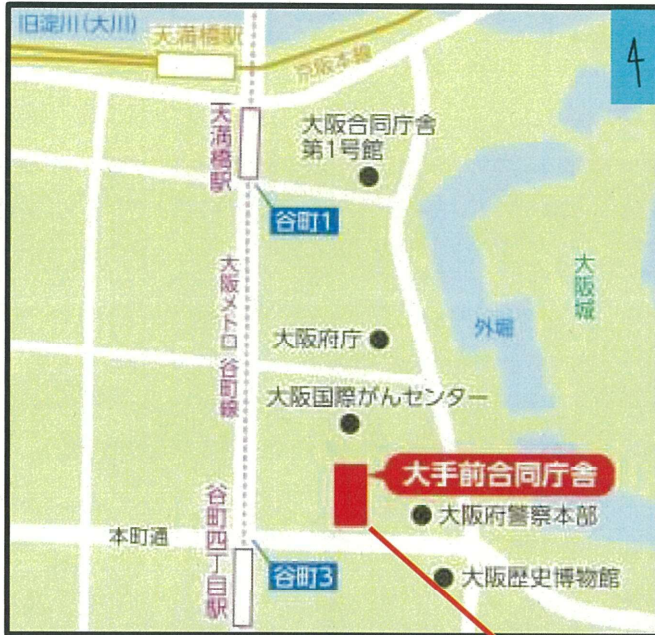 旧淀川(大川)
天満橋駅
京阪本線
4
天満橋駅
大阪合同庁舎
第1号館
谷町1
大阪メトロ 谷町線
大阪城
外堀
大阪府庁
大阪国際がんセンター
大手前合同庁舎
大阪府警察本部
谷町四丁目駅
本町通
谷町3
大阪歴史博物館